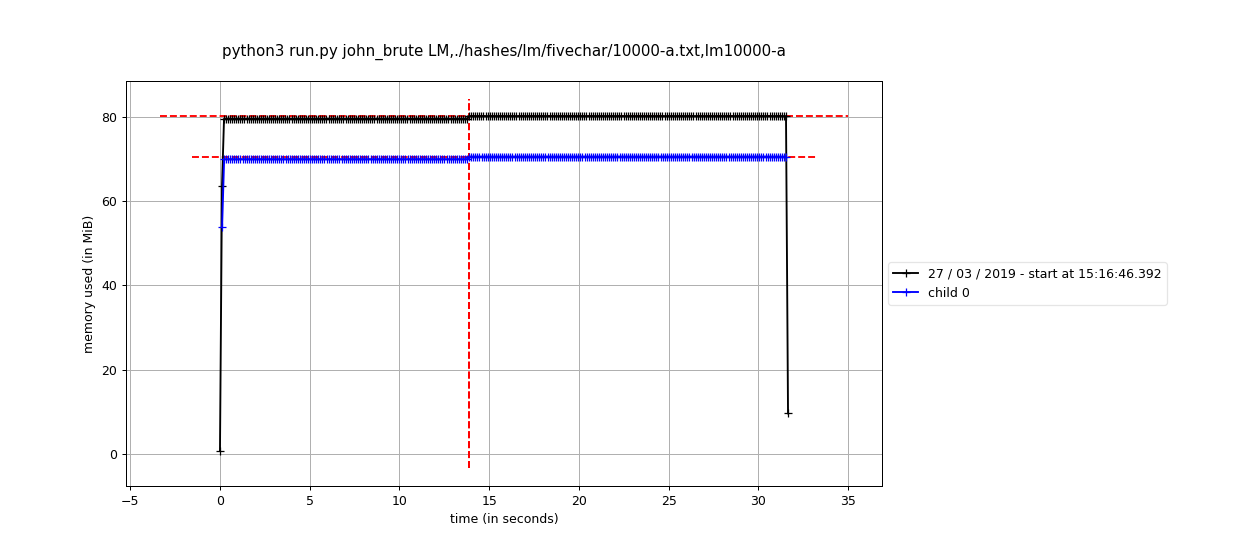 python3 run.py john_brute LM,./hashes/lm/fivechar/10000-a.txt,lm10000-a
80
60
40
20
0
memory used (in MiB)
−5 0 5 10 15 20 25 30 35
time (in seconds)
27 / 03 / 2019 - start at 15:16:46.392
child 0